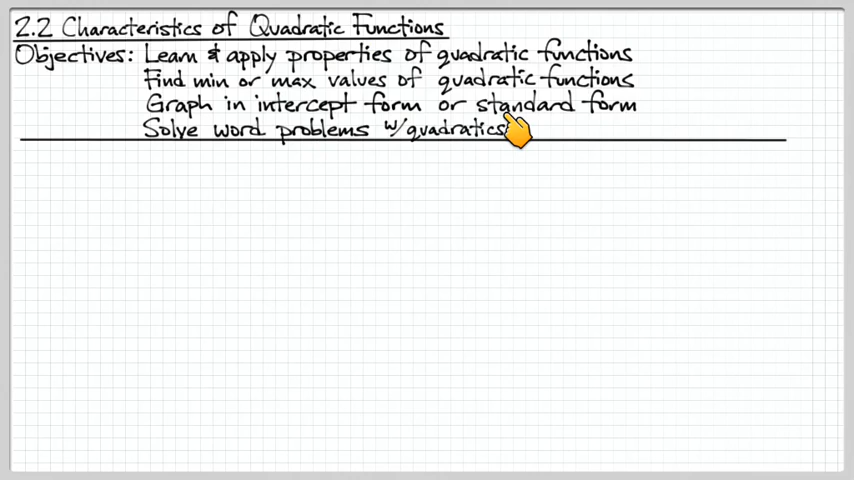 2.2 Characteristics of Quadratic Functions
Objectives: Learn & apply properties of quadratic functions
Find min or max values of quadratic functions
Graph in intercept form or standard form
Solve word problems w/quadratics